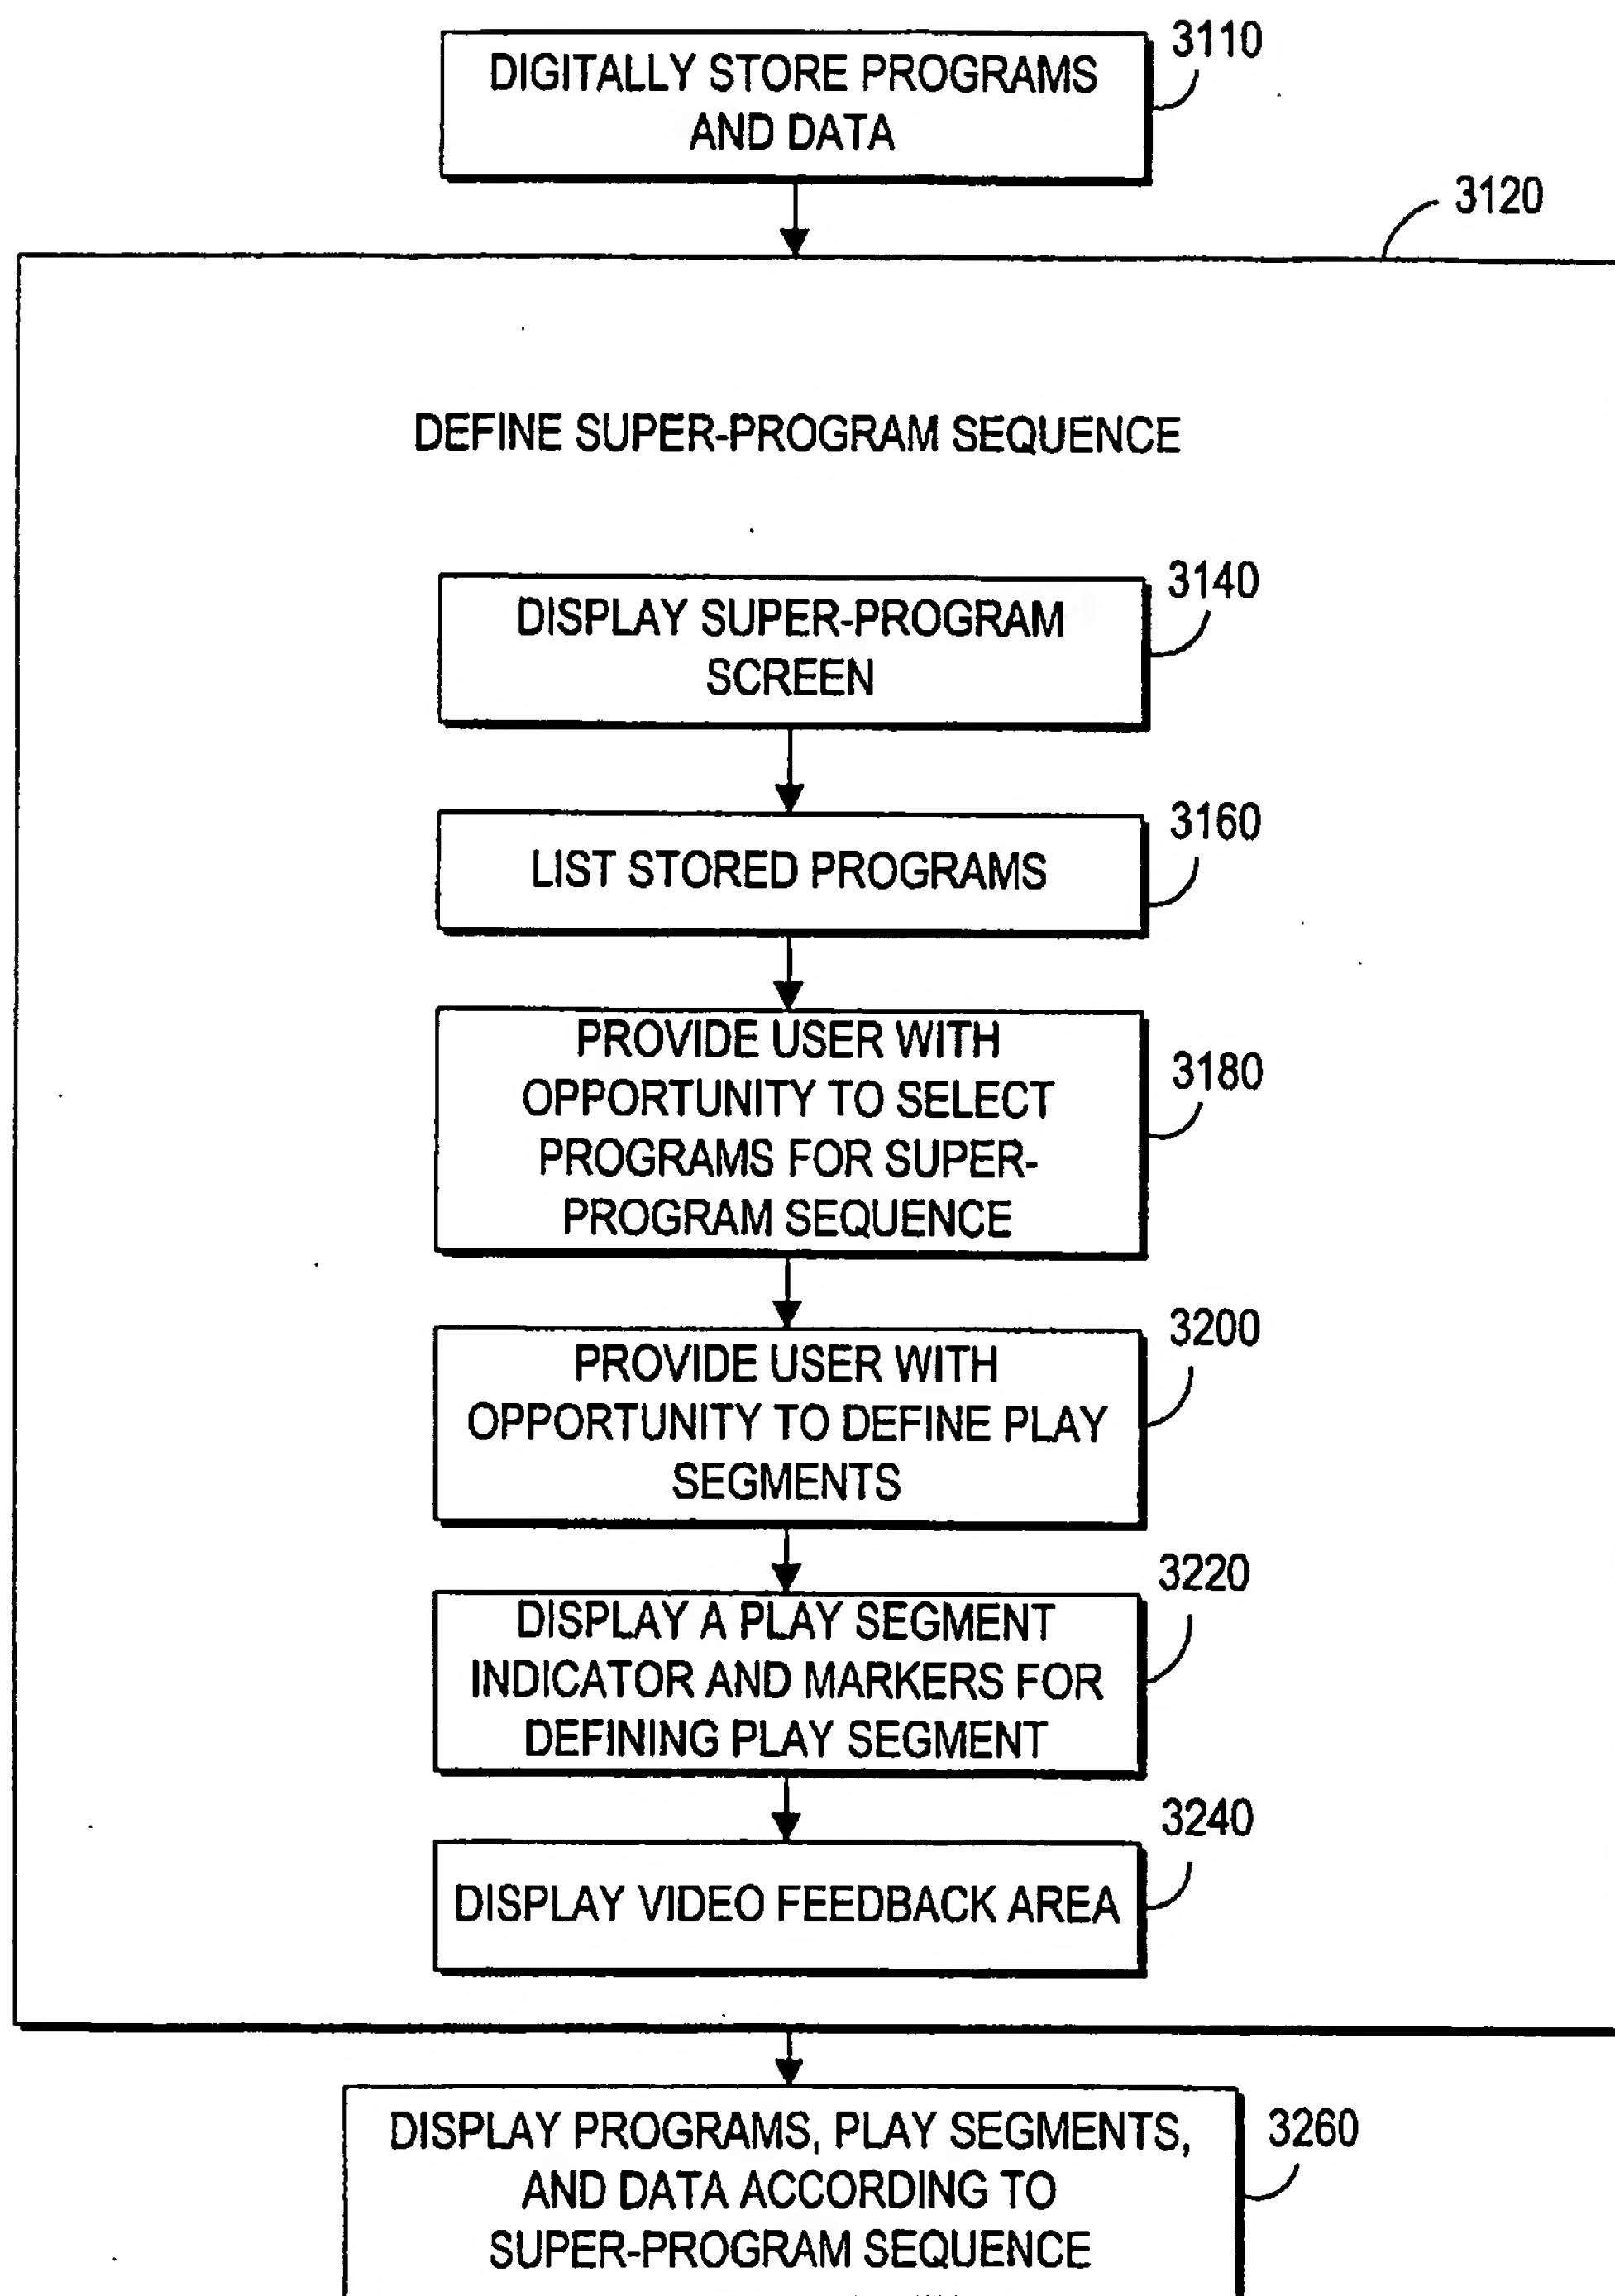 DIGITALLY STORE PROGRAMS
AND DATA
3110
3120
DEFINE SUPER-PROGRAM SEQUENCE
DISPLAY SUPER-PROGRAM
SCREEN
3140
LIST STORED PROGRAMS
3160
PROVIDE USER WITH
OPPORTUNITY TO SELECT
PROGRAMS FOR SUPER-
PROGRAM SEQUENCE
3180
PROVIDE USER WITH
OPPORTUNITY TO DEFINE PLAY
SEGMENTS
3200
DISPLAY A PLAY SEGMENT
INDICATOR AND MARKERS FOR
DEFINING PLAY SEGMENT
3220
DISPLAY VIDEO FEEDBACK AREA
3240
DISPLAY PROGRAMS, PLAY SEGMENTS,
AND DATA ACCORDING TO
SUPER-PROGRAM SEQUENCE
3260